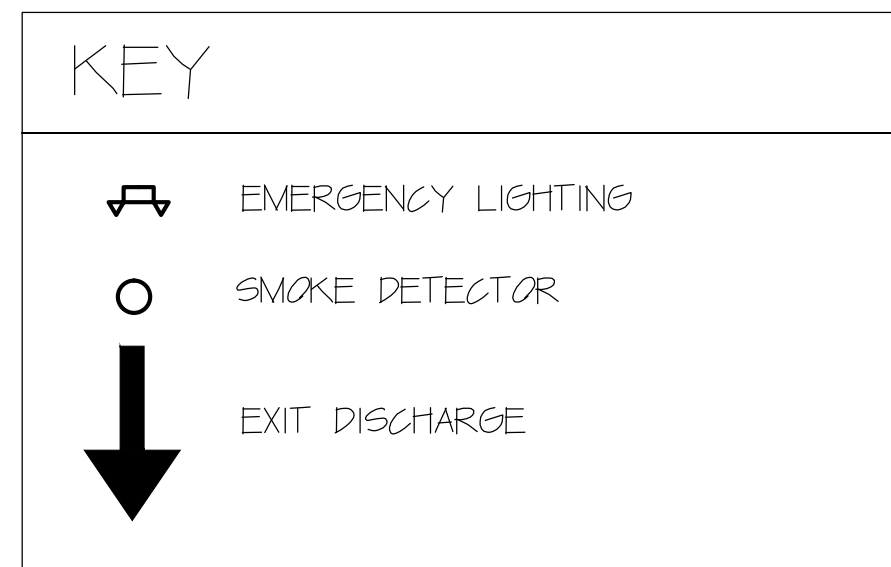 KEY
EMERGENCY LIGHTING
SMOKE DETECTOR
EXIT DISCHARGE